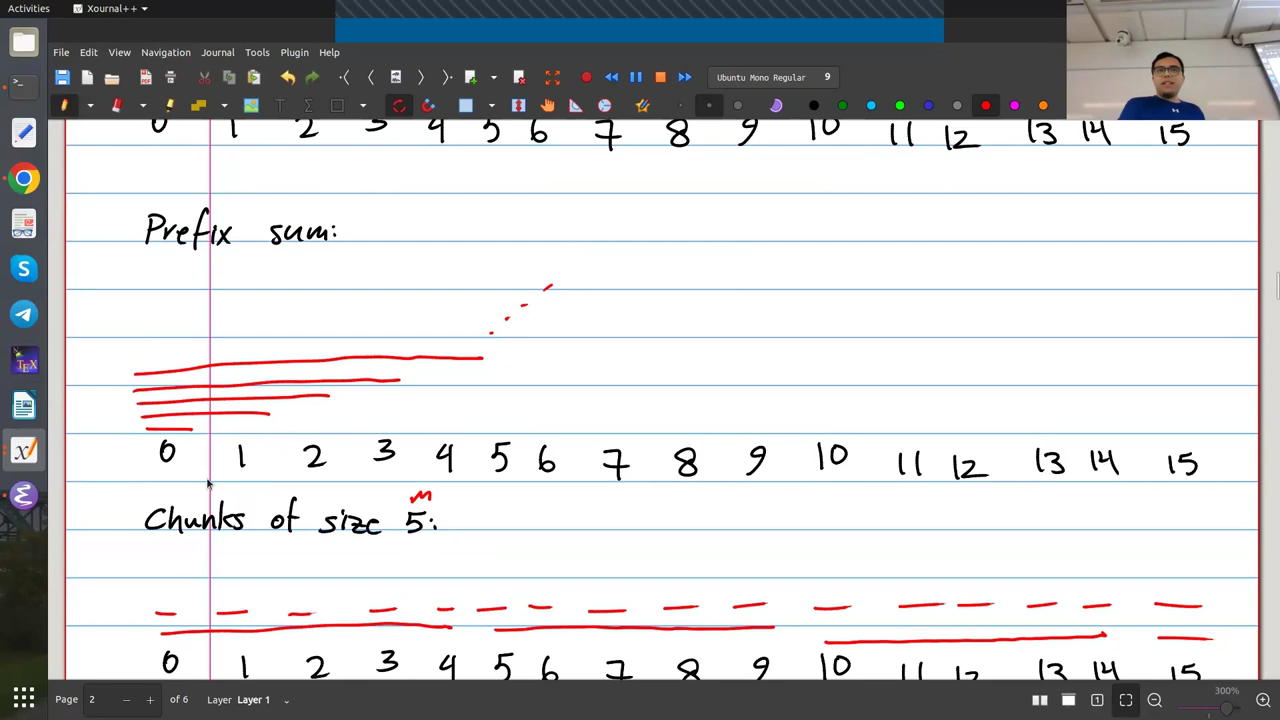 Activities Xournal++
File Edit View Navigation Journal Tools Plugin Help
Ubuntu Mono Regular 9
0 1 2 3 4 5 6 7 8 9 10 11 12 13 14 15
Prefix sum:
0 1 2 3 4 5 6 7 8 9 10 11 12 13 14 15
m
Chunks of size 5:
0 1 2 3 4 5 6 7 8 9 10 11 12 13 14 15
Page 2 of 6 Layer Layer 1 300%